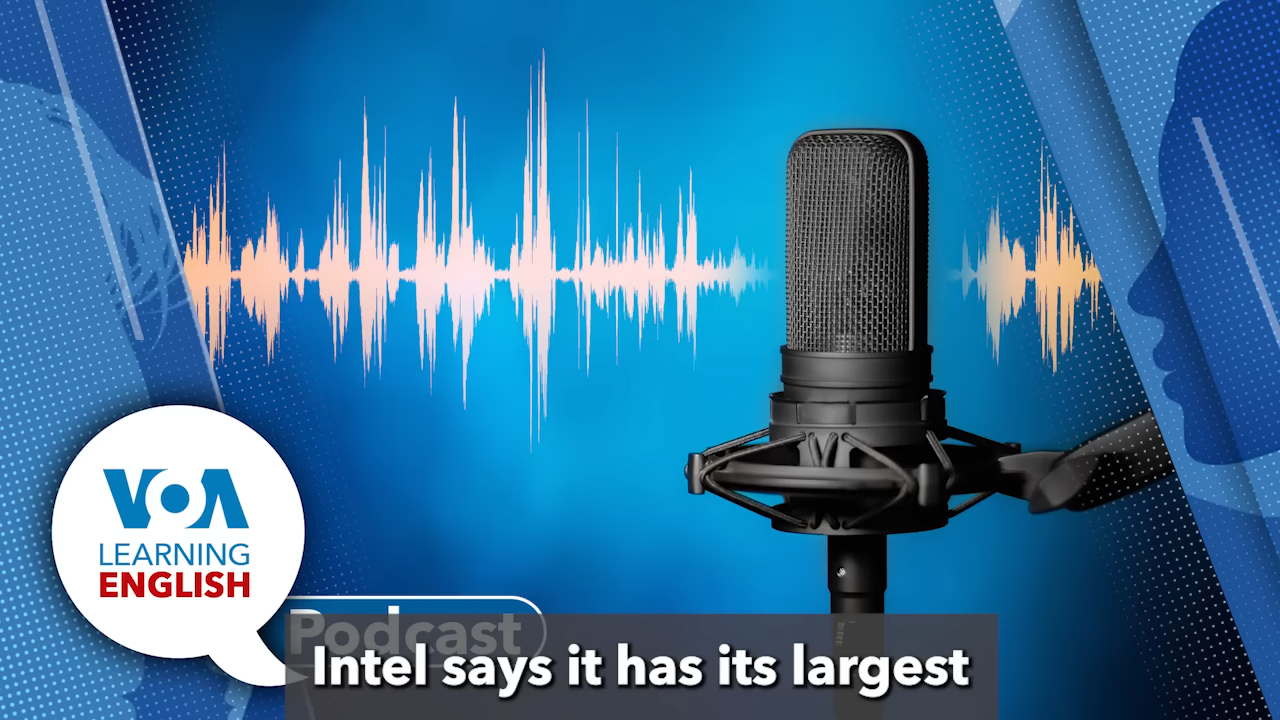 VOA
LEARNING
ENGLISH
Podcast
Intel says it has its largest